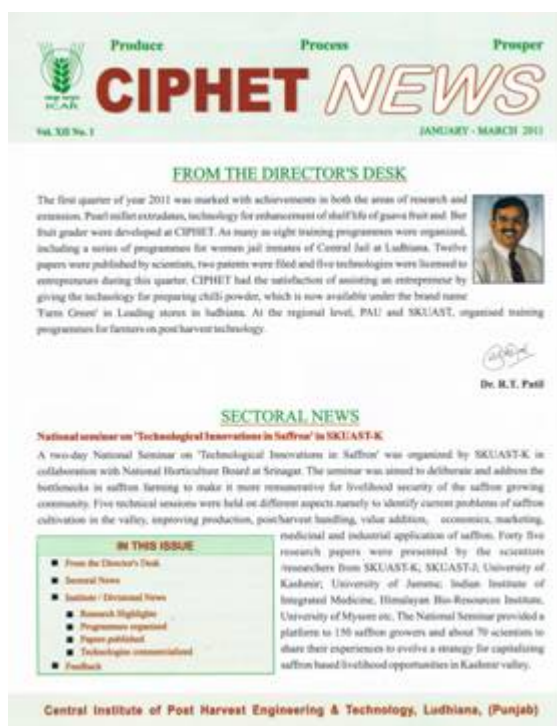 Produce Process Prosper
ICAR
CIPHET NEWS
Vol. XII No. 1 JANUARY - MARCH 2011
FROM THE DIRECTOR'S DESK
The first quarter of year 2011 was marked with achievements in both the areas of research and
extension. Pearl millet extrudates, technology for enhancement of shelf life of guava fruit and Ber
fruit grader were developed at CIPHET. As many as eight training programmes were organized,
including a series of programmes for women jail inmates of Central Jail at Ludhiana. Twelve
papers were published by scientists, two patents were filed and five technologies were licensed to
entrepreneurs during this quarter. CIPHET had the satisfaction of assisting an entrepreneur by
giving the technology for preparing chilli powder, which is now available under the brand name
'Farm Green' in Leading stores in ludhiana. At the regional level, PAU and SKUAST, organised training
programmes for farmers on post harvest technology.
Dr. R.T. Patil
SECTORAL NEWS
National seminar on 'Technological Innovations in Saffron' in SKUAST-K
A two-day National Seminar on 'Technological Innovations in Saffron' was organized by SKUAST-K in
collaboration with National Horticulture Board at Srinagar. The seminar was aimed to deliberate and address the
bottlenecks in saffron farming to make it more remunerative for livelihood security of the saffron growing
community. Five technical sessions were held on different aspects namely to identify current problems of saffron
cultivation in the valley, improving production, postharvest handling, value addition, economics, marketing,
medicinal and industrial application of saffron. Forty five
research papers were presented by the scientists
/researchers from SKUAST-K; SKUAST-J; University of
Kashmir; University of Jammu; Indian Institute of
Integrated Medicine, Himalayan Bio-Resources Institute,
University of Mysore etc. The National Seminar provided a
platform to 150 saffron growers and about 70 scientists to
share their experiences to evolve a strategy for capitalizing
saffron based livelihood opportunities in Kashmir valley.
IN THIS ISSUE
From the Director's Desk
Sectoral News
Institute / Divisional News
Research Highlights
Programmes organized
Papers published
Technologies commercialized
Feedback
Central Institute of Post Harvest Engineering & Technology, Ludhiana, (Punjab)